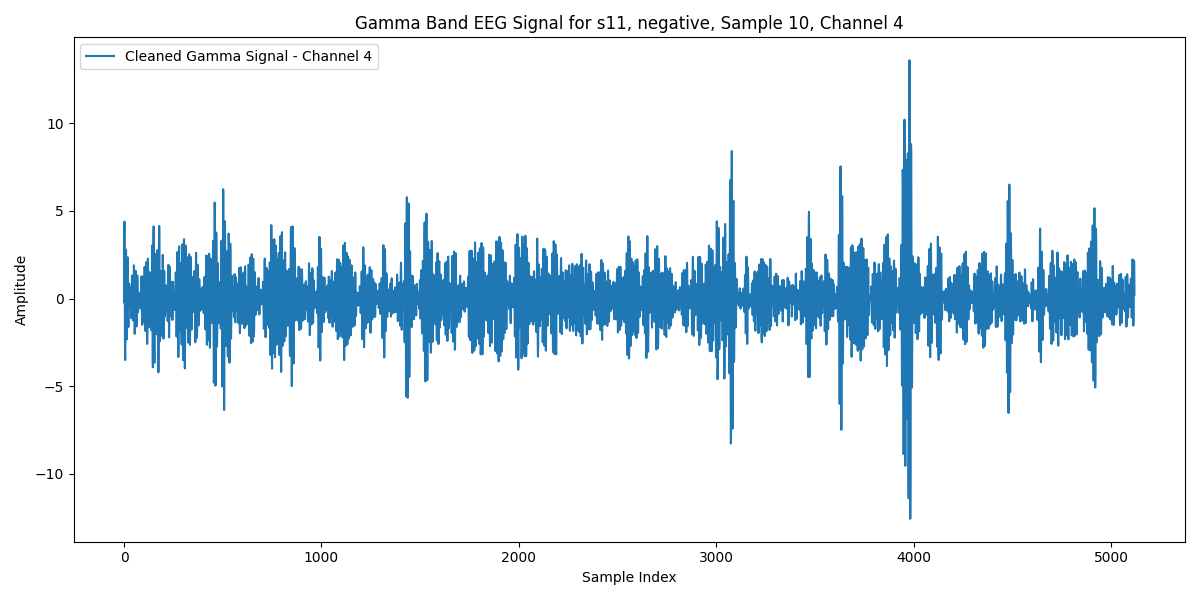 Gamma Band EEG Signal for s11, negative, Sample 10, Channel 4
Cleaned Gamma Signal - Channel 4
Amplitude
10
5
0
−5
−10
0 1000 2000 3000 4000 5000
Sample Index